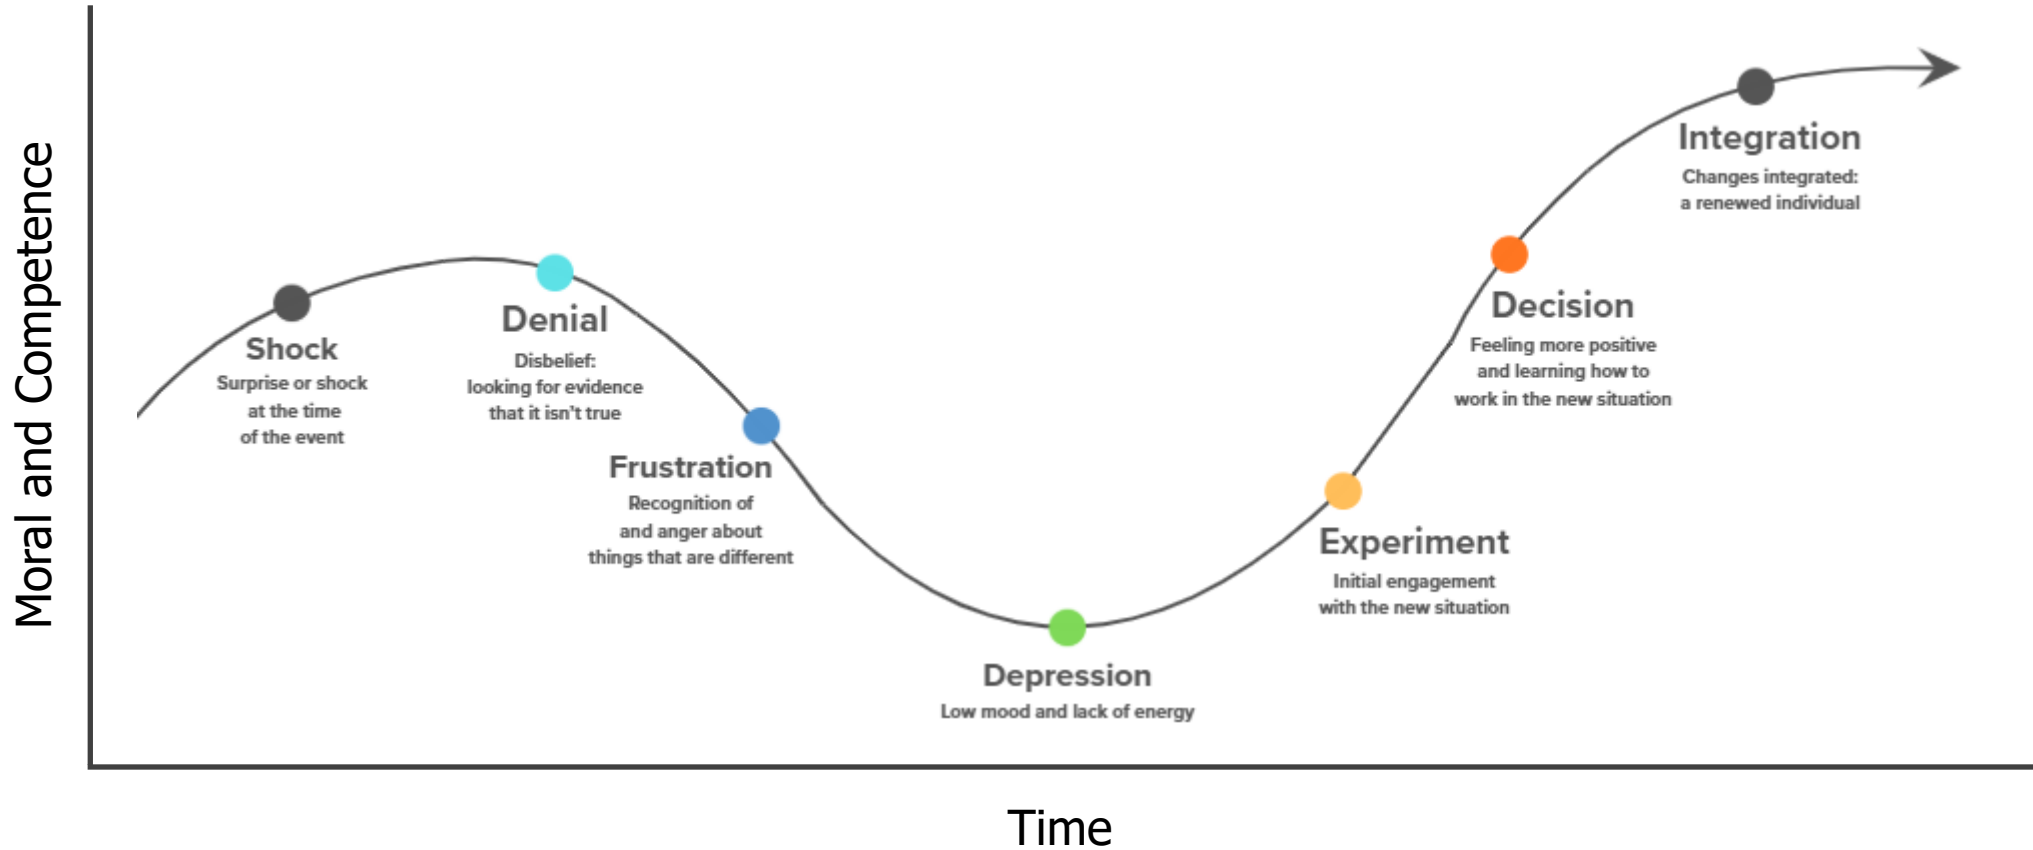 Moral and Competence
Shock
Surprise or shock
at the time
of the event
Denial
Disbelief:
looking for evidence
that it isn't true
Frustration
Recognition of
and anger about
things that are different
Depression
Low mood and lack of energy
Experiment
Initial engagement
with the new situation
Decision
Feeling more positive
and learning how to
work in the new situation
Integration
Changes integrated:
a renewed individual
Time